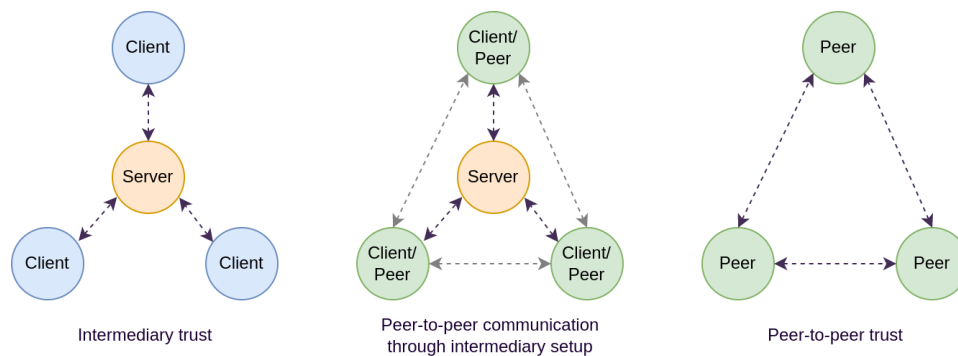 Client
Server
Client
Client
Intermediary trust
Client/
Peer
Server
Client/
Peer
Client/
Peer
Peer-to-peer communication
through intermediary setup
Peer
Peer
Peer
Peer-to-peer trust